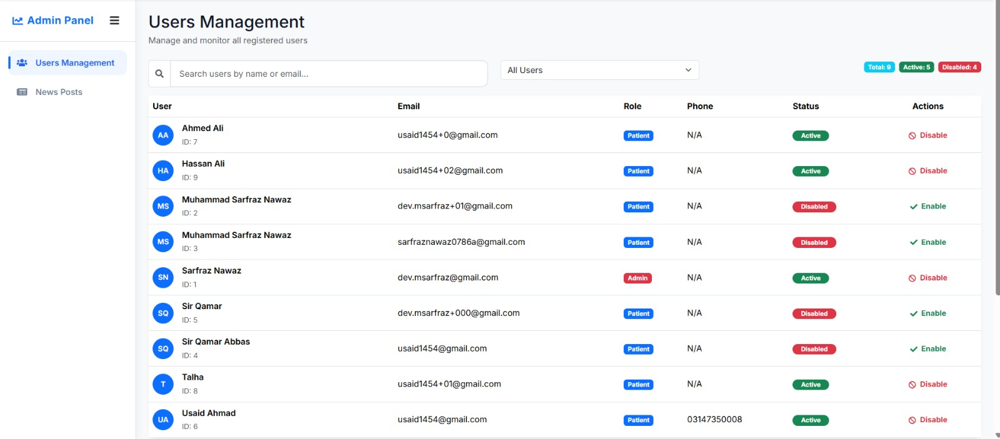 Admin Panel
Users Management
News Posts
Users Management
Manage and monitor all registered users
Search users by name or email...
All Users
Total: 9 Active: 5 Disabled: 4
User Email Role Phone Status Actions
AA Ahmed Ali ID: 7 usaid1454+0@gmail.com Patient N/A Active Disable
HA Hassan Ali ID: 9 usaid1454+02@gmail.com Patient N/A Active Disable
MS Muhammad Sarfraz Nawaz ID: 2 dev.msarfraz+01@gmail.com Patient N/A Disabled Enable
MS Muhammad Sarfraz Nawaz ID: 3 sarfraznawaz0786a@gmail.com Patient N/A Disabled Enable
SN Sarfraz Nawaz ID: 1 dev.msarfraz@gmail.com Admin N/A Active Disable
SQ Sir Qamar ID: 5 dev.msarfraz+000@gmail.com Patient N/A Disabled Enable
SQ Sir Qamar Abbas ID: 4 usaid1454@gmail.com Patient N/A Disabled Enable
T Talha ID: 8 usaid1454+01@gmail.com Patient N/A Active Disable
UA Usaid Ahmad ID: 6 usaid1454@gmail.com Patient 03147350008 Active Disable